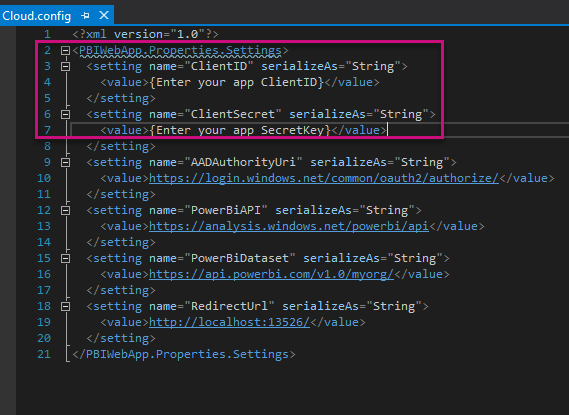 Cloud.config
1 <?xml version="1.0"?>
2 <PBIWebApp.Properties.Settings>
3 <setting name="ClientID" serializeAs="String">
4 <value>{Enter your app ClientID}</value>
5 </setting>
6 <setting name="ClientSecret" serializeAs="String">
7 <value>{Enter your app SecretKey}</value>
8 </setting>
9 <setting name="AADAuthorityUri" serializeAs="String">
10 <value>https://login.windows.net/common/oauth2/authorize/</value>
11 </setting>
12 <setting name="PowerBiAPI" serializeAs="String">
13 <value>https://analysis.windows.net/powerbi/api</value>
14 </setting>
15 <setting name="PowerBiDataset" serializeAs="String">
16 <value>https://api.powerbi.com/v1.0/myorg/</value>
17 </setting>
18 <setting name="RedirectUrl" serializeAs="String">
19 <value>http://localhost:13526/</value>
20 </setting>
21 </PBIWebApp.Properties.Settings>